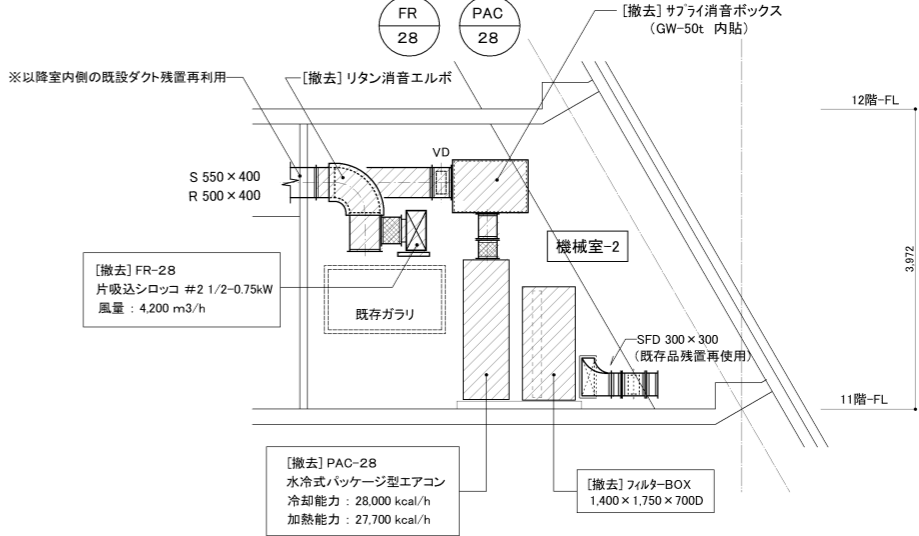 FR
28
PAC
28
[撤去] サプライ消音ボックス
(GW-50t 内貼)
※以降室内側の既設ダクト残置再利用
[撤去] リタン消音エルボ
12階-FL
VD
S 550×400
R 500×400
機械室-2
3,972
[撤去] FR-28
片吸込シロッコ #2 1/2-0.75kW
風量 : 4,200 m3/h
既存ガラリ
SFD 300×300
(既存品残置再使用)
11階-FL
[撤去] PAC-28
水冷式パッケージ型エアコン
冷却能力 : 28,000 kcal/h
加熱能力 : 27,700 kcal/h
[撤去] フィルターBOX
1,400×1,750×700D